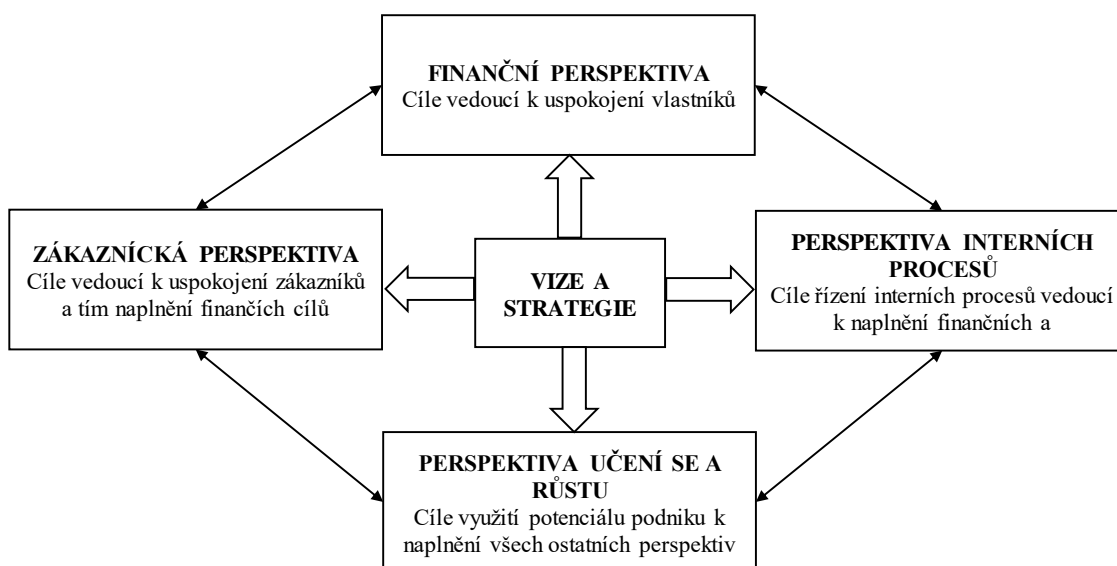 FINANČNÍ PERSPEKTIVA
Cíle vedoucí k uspokojení vlastníků
ZÁKAZNÍCKÁ PERSPEKTIVA
Cíle vedoucí k uspokojení zákazníků
a tím naplnění finančích cílů
VIZE A
STRATEGIE
PERSPEKTIVA INTERNÍCH
PROCESŮ
Cíle řízení interních procesů vedoucí
k naplnění finančních a
PERSPEKTIVA UČENÍ SE A
RŮSTU
Cíle využití potenciálu podniku k
naplnění všech ostatních perspektiv